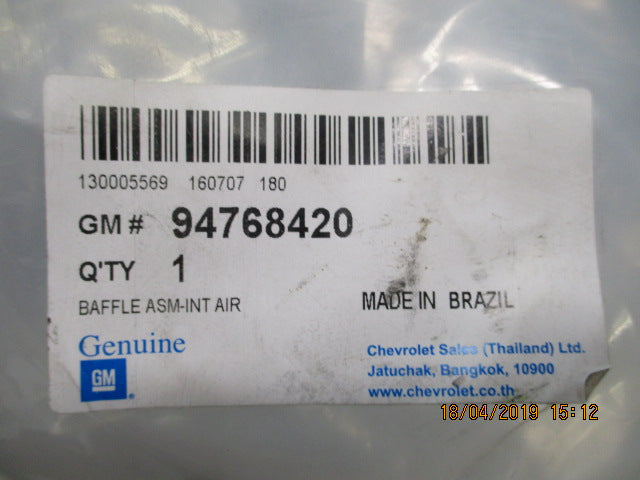 130005569 160707 180
GM # 94768420
Q'TY 1
BAFFLE ASM-INT AIR
MADE IN BRAZIL
Genuine
GM
Chevrolet Sales (Thailand) Ltd.
Jatuchak, Bangkok, 10900
www.chevrolet.co.th
18/04/2019 15:12